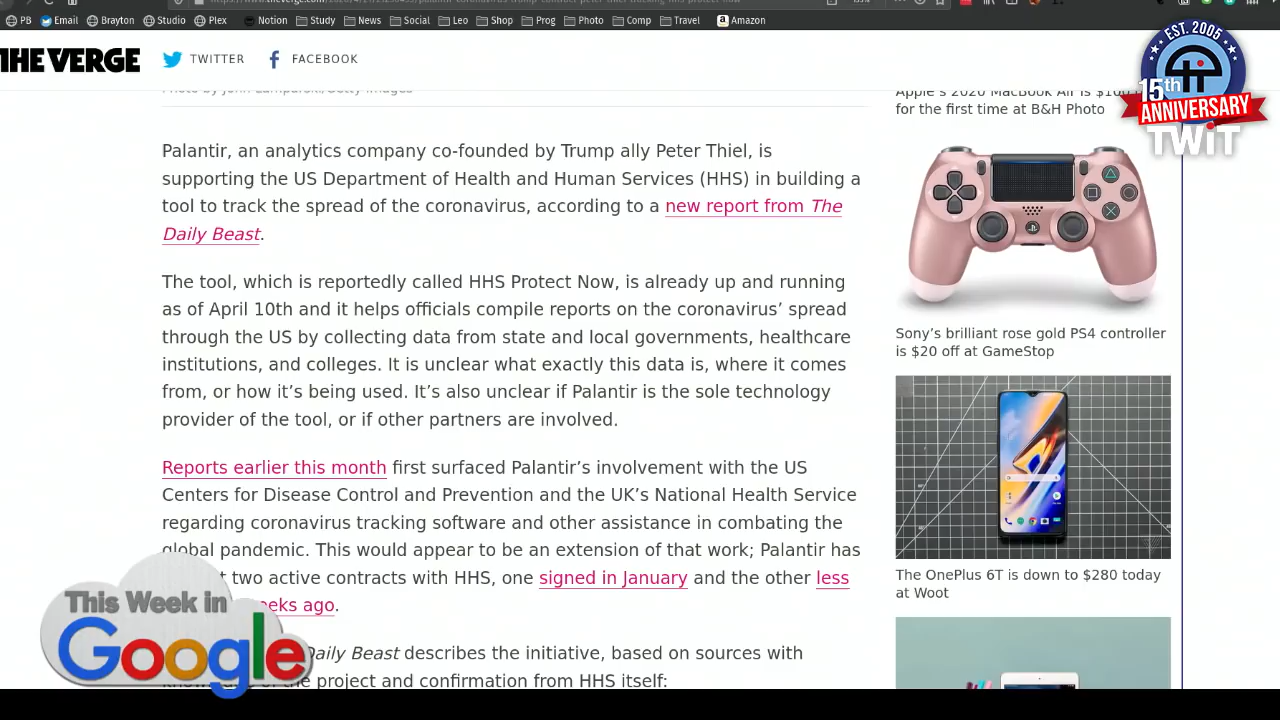 PB Email Brayton Studio Plex Notion Study News Social Leo Shop Prog Photo Comp Travel Amazon
THE VERGE TWITTER FACEBOOK
EST. 2005
15th
ANNIVERSARY
TWiT
Palantir, an analytics company co-founded by Trump ally Peter Thiel, is
supporting the US Department of Health and Human Services (HHS) in building a
tool to track the spread of the coronavirus, according to a new report from The
Daily Beast.
The tool, which is reportedly called HHS Protect Now, is already up and running
as of April 10th and it helps officials compile reports on the coronavirus’ spread
through the US by collecting data from state and local governments, healthcare
institutions, and colleges. It is unclear what exactly this data is, where it comes
from, or how it’s being used. It’s also unclear if Palantir is the sole technology
provider of the tool, or if other partners are involved.
Reports earlier this month first surfaced Palantir’s involvement with the US
Centers for Disease Control and Prevention and the UK’s National Health Service
regarding coronavirus tracking software and other assistance in combating the
global pandemic. This would appear to be an extension of that work; Palantir has
two active contracts with HHS, one signed in January and the other less
ago.
Daily Beast describes the initiative, based on sources with
the project and confirmation from HHS itself:
Apple’s 2020 MacBook Air is
for the first time at B&H Photo
Sony’s brilliant rose gold PS4 controller
is $20 off at GameStop
The OnePlus 6T is down to $280 today
at Woot
This Week in
Google